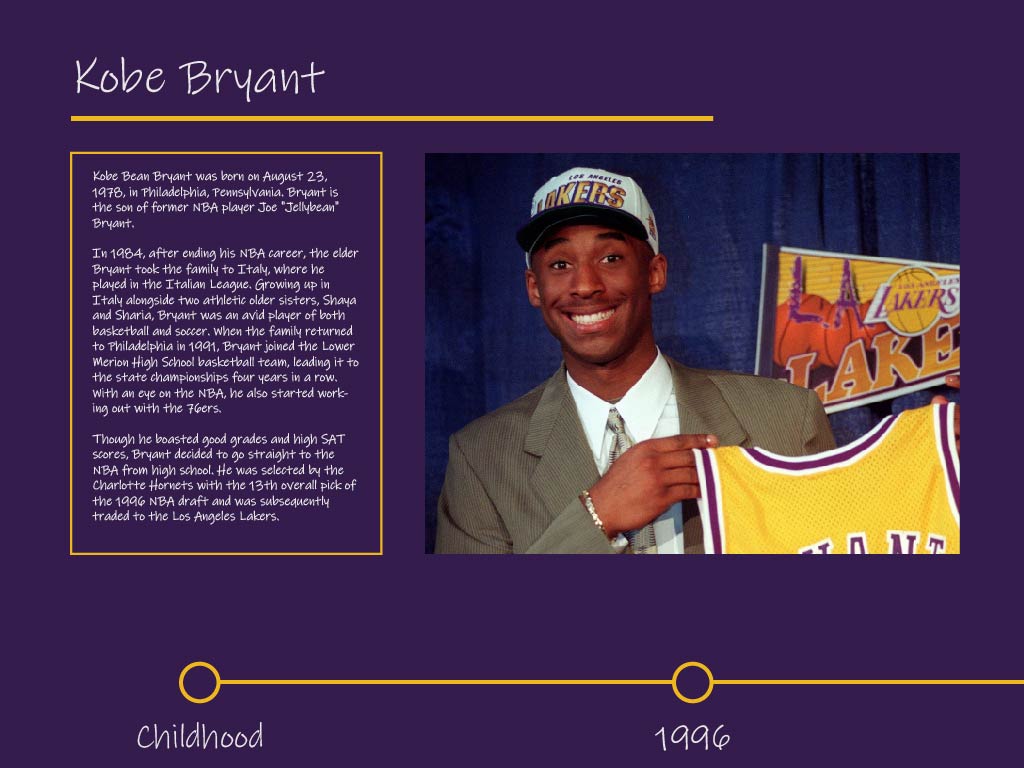 Kobe Bryant
Kobe Bean Bryant was born on August 23,
1978, in Philadelphia, Pennsylvania. Bryant is
the son of former NBA player Joe "Jellybean"
Bryant.
In 1984, after ending his NBA career, the elder
Bryant took the family to Italy, where he
played in the Italian League. Growing up in
Italy alongside two athletic older sisters, Shaya
and Sharia, Bryant was an avid player of both
basketball and soccer. When the family returned
to Philadelphia in 1991, Bryant joined the Lower
Merion High School basketball team, leading it to
the state championships four years in a row.
With an eye on the NBA, he also started work-
ing out with the 76ers.
Though he boasted good grades and high SAT
scores, Bryant decided to go straight to the
NBA from high school. He was selected by the
Charlotte Hornets with the 13th overall pick of
the 1996 NBA draft and was subsequently
traded to the Los Angeles Lakers.
LOS ANGELES
LAKERS
LOS ANGELES
LAKERS
LAKE
YANT
Childhood
1996